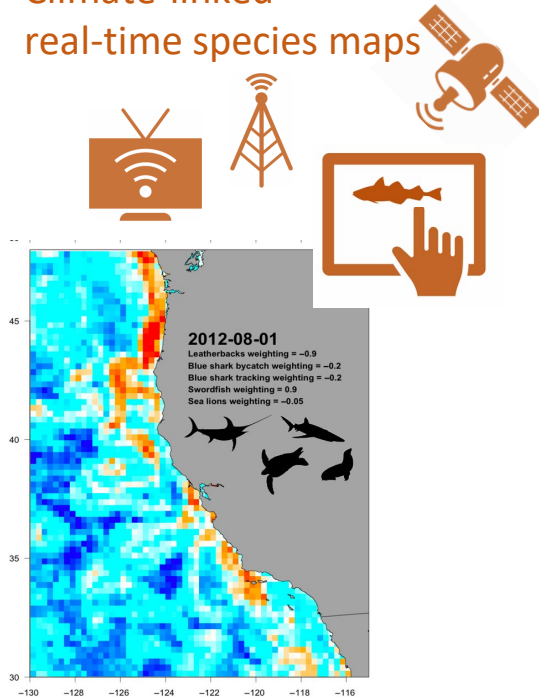 Climate-linked
real-time species maps
2012-08-01
Leatherbacks weighting = −0.9
Blue shark bycatch weighting = −0.2
Blue shark tracking weighting = −0.2
Swordfish weighting = 0.9
Sea lions weighting = −0.05
45
40
35
30
−130 −128 −126 −124 −122 −120 −118 −116